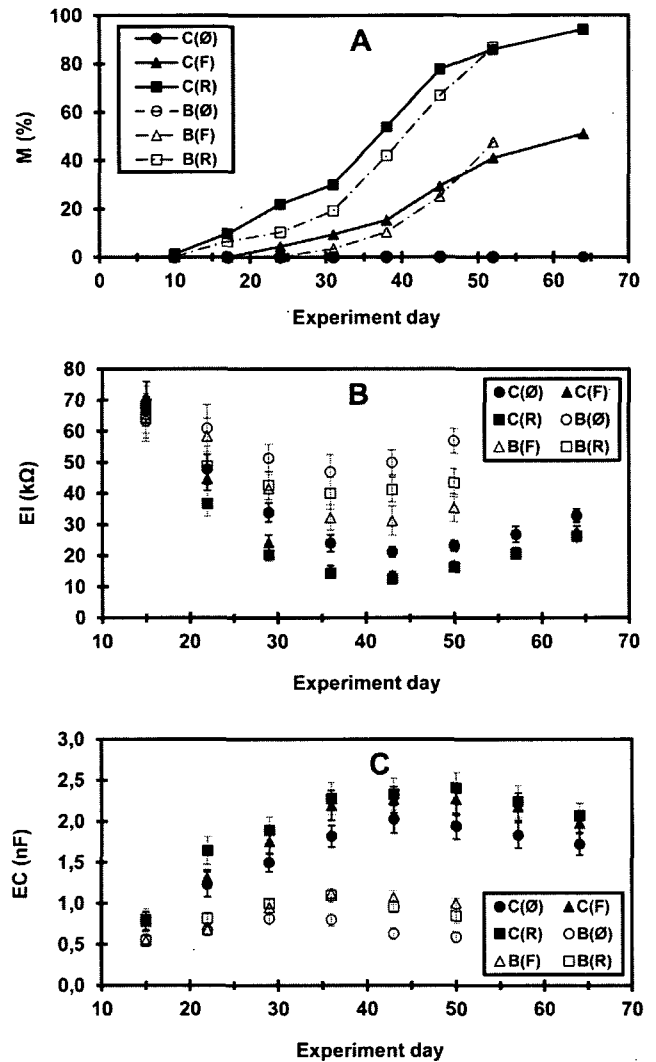 A
M (%)
100
80
60
40
20
0
C(Ø)
C(F)
C(R)
B(Ø)
B(F)
B(R)
0 10 20 30 40 50 60 70
Experiment day
B
EI (kΩ)
80
70
60
50
40
30
20
10
0
C(Ø) C(F)
C(R) B(Ø)
B(F) B(R)
10 20 30 40 50 60 70
Experiment day
C
EC (nF)
3,0
2,5
2,0
1,5
1,0
0,5
0,0
C(Ø) C(F)
C(R) B(Ø)
B(F) B(R)
10 20 30 40 50 60 70
Experiment day